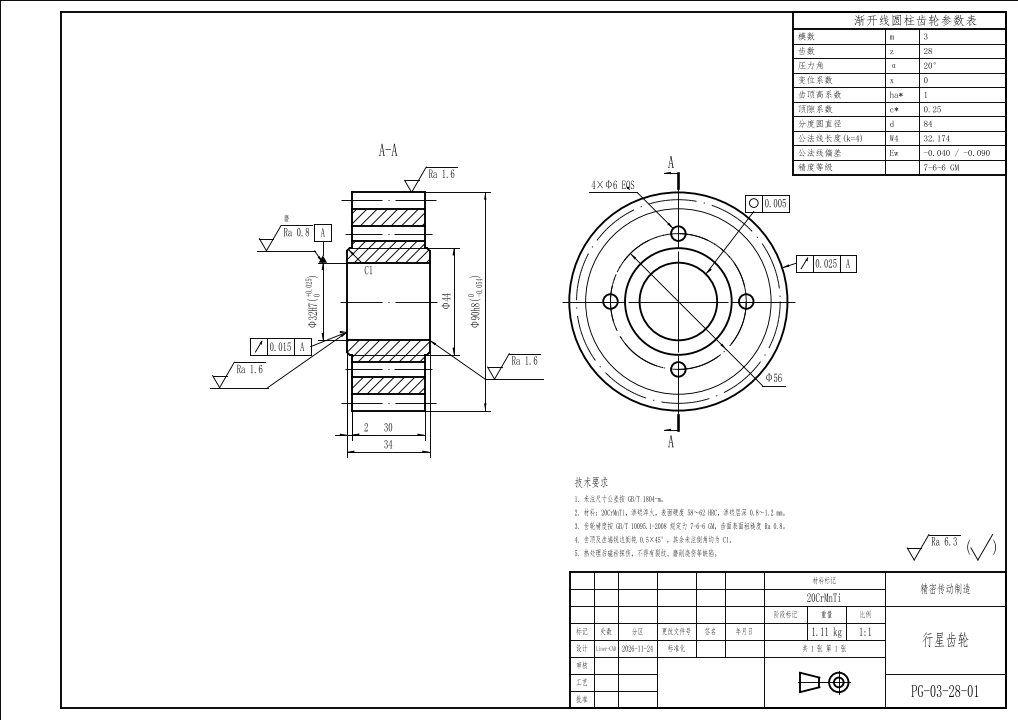 渐开线圆柱齿轮参数表
模数 m 3
齿数 z 28
压力角 α 20°
变位系数 x 0
齿顶高系数 ha* 1
顶隙系数 c* 0.25
分度圆直径 d 84
公法线长度(k=4) W4 32.174
公法线偏差 Ew -0.040 / -0.090
精度等级 7-6-6 GM
A-A
Ra 1.6
磨
Ra 0.8
A
C1
Φ32H7(+0.025 0)
Φ44
Φ90h8(0 -0.054)
0.015 A
Ra 1.6
Ra 1.6
2 30
34
A
4×Φ6 EQS
0.005
0.025 A
Φ56
A
技术要求
1. 未注尺寸公差按 GB/T 1804-m。
2. 材料：20CrMnTi，渗碳淬火，表面硬度 58～62 HRC，渗碳层深 0.8～1.2 mm。
3. 齿轮精度按 GB/T 10095.1-2008 规定为 7-6-6 GM，齿面表面粗糙度 Ra 0.8。
4. 齿顶及齿端锐边倒钝 0.5×45°，其余未注倒角均为 C1。
5. 热处理后磁粉探伤，不得有裂纹、磨削烧伤等缺陷。
Ra 6.3 ( )
材料标记
20CrMnTi
精密传动制造
阶段标记 重量 比例
1.11 kg 1:1
标记 处数 分区 更改文件号 签名 年月日
设计 2026-11-24 标准化
共 1 张 第 1 张
行星齿轮
审核
工艺
批准
PG-03-28-01